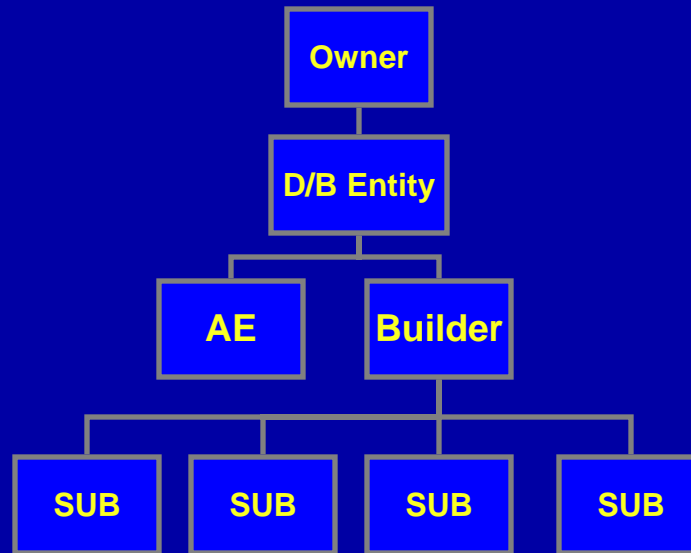 Owner
D/B Entity
AE
Builder
SUB
SUB
SUB
SUB